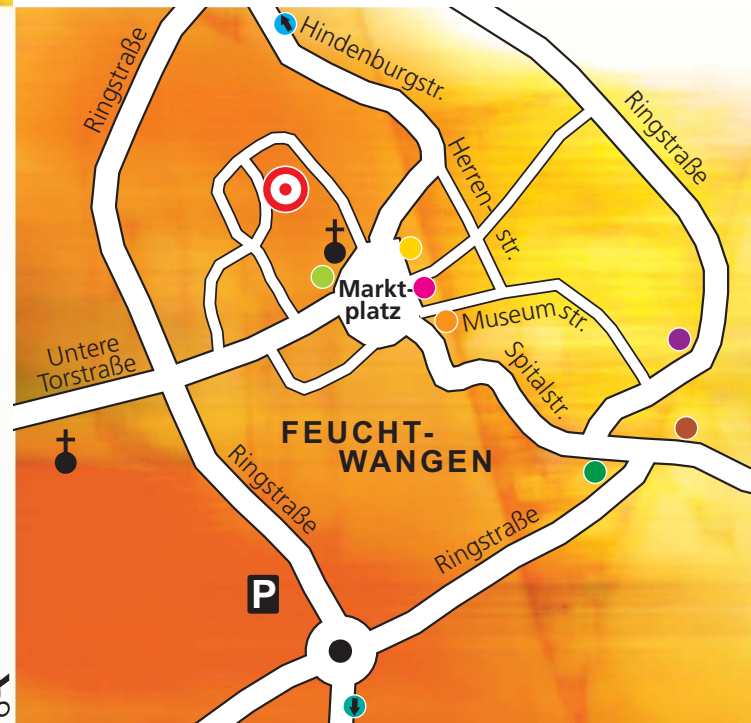 Ringstraße
Hindenburgstr.
Ringstraße
Herren-
str.
Markt-
platz
Museumstr.
Untere
Torstraße
Spitalstr.
FEUCHT-
WANGEN
Ringstraße
Ringstraße
P